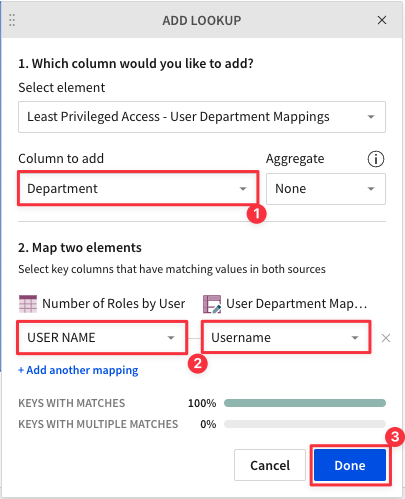 ADD LOOKUP
1. Which column would you like to add?
Select element
Least Privileged Access - User Department Mappings
Column to add
Aggregate
Department
None
1
2. Map two elements
Select key columns that have matching values in both sources
Number of Roles by User
User Department Map...
USER NAME
Username
2
+ Add another mapping
KEYS WITH MATCHES 100%
KEYS WITH MULTIPLE MATCHES 0%
3
Cancel
Done